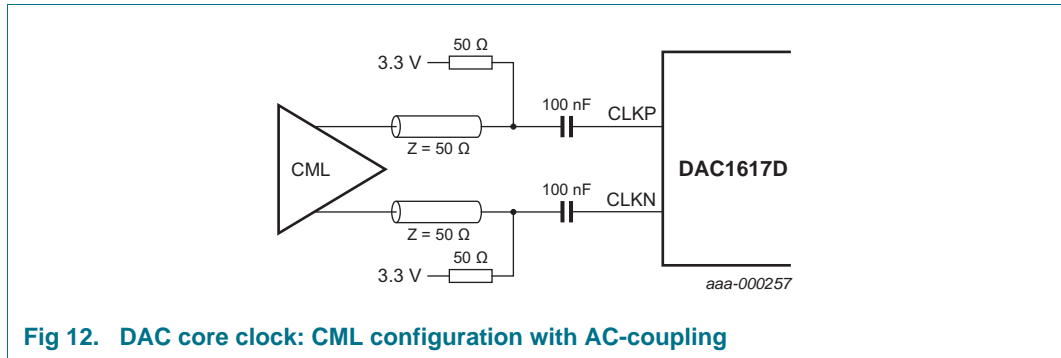 50 Ω
3.3 V
100 nF
CLKP
Z = 50 Ω
CML
DAC1617D
100 nF
CLKN
Z = 50 Ω
50 Ω
3.3 V
aaa-000257
Fig 12. DAC core clock: CML configuration with AC-coupling